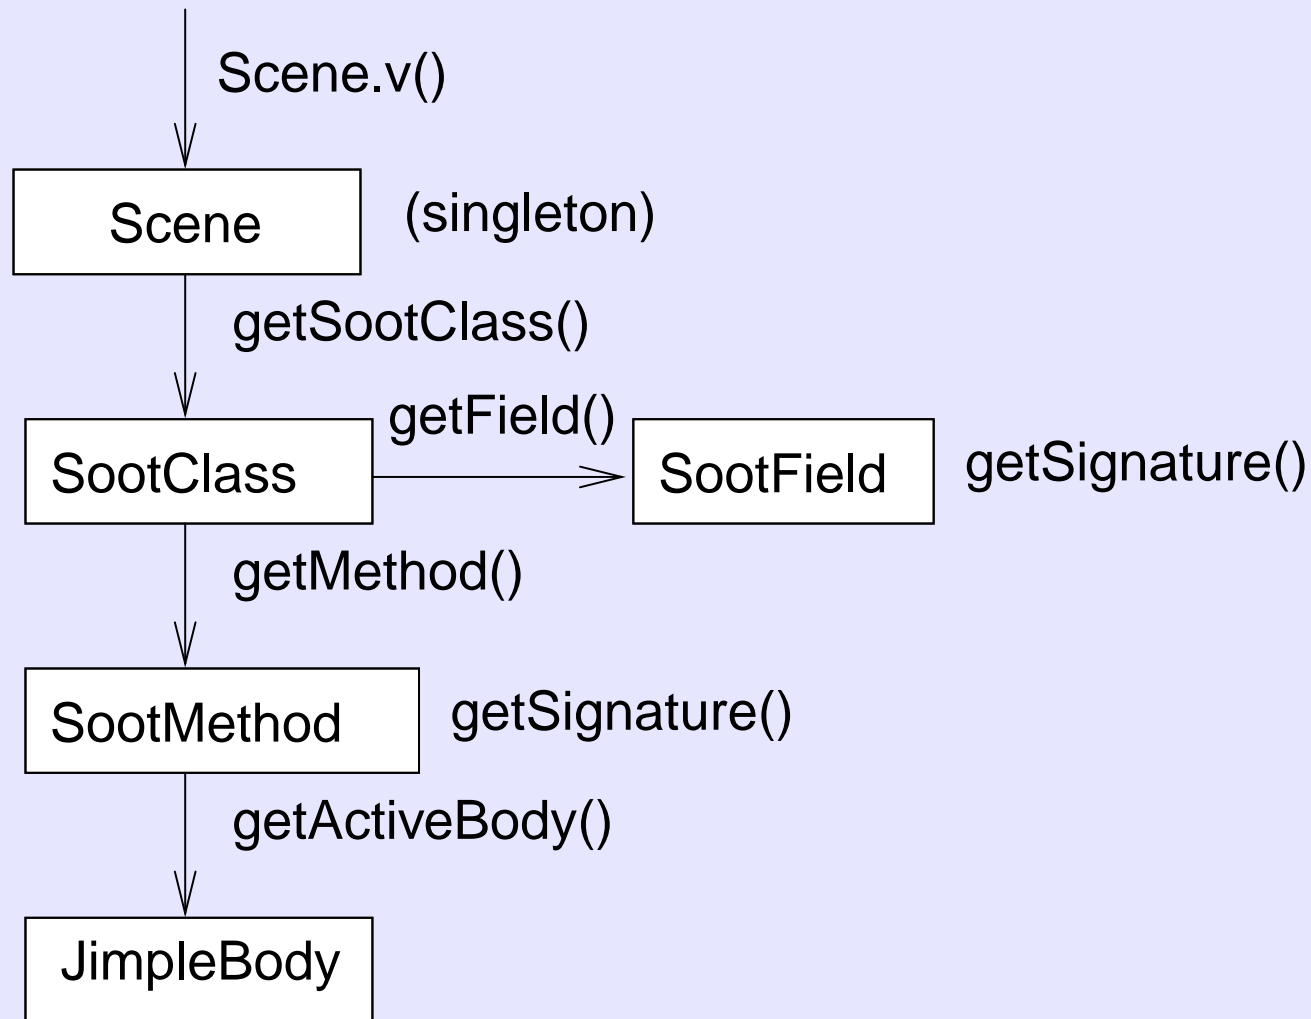 Scene.v()
Scene
(singleton)
getSootClass()
SootClass
getField()
SootField
getSignature()
getMethod()
SootMethod
getSignature()
getActiveBody()
JimpleBody